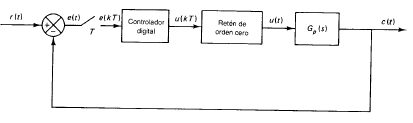 r(t)
+
−
e(t)
T
e(kT)
Controlador
digital
u(kT)
Retén de
orden cero
u(t)
Gp(s)
c(t)